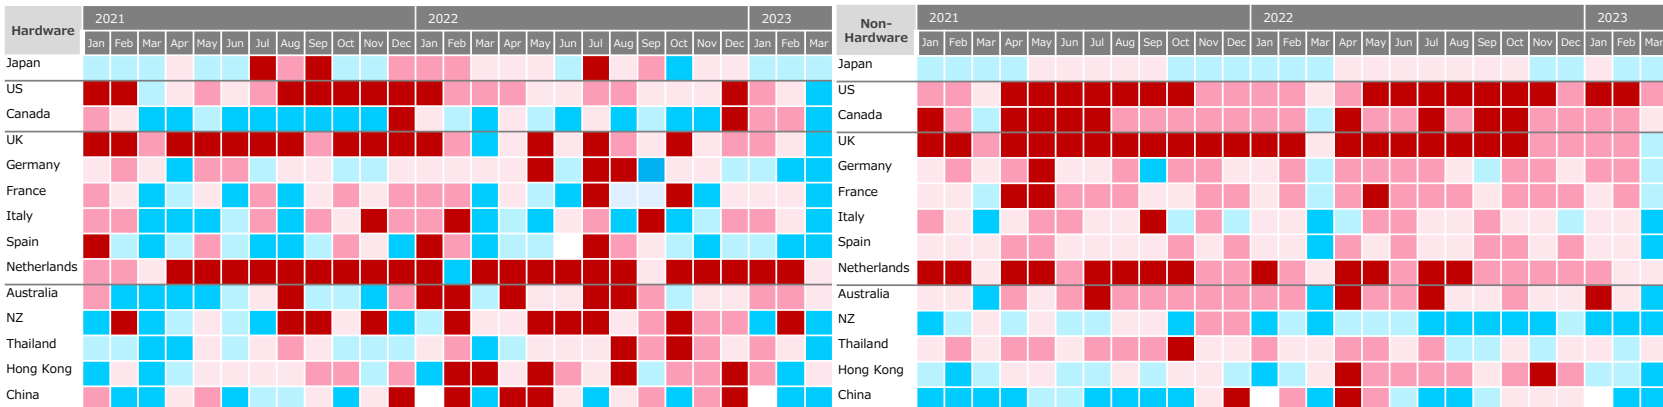 Hardware
2021 2022 2023
Jan Feb Mar Apr May Jun Jul Aug Sep Oct Nov Dec Jan Feb Mar Apr May Jun Jul Aug Sep Oct Nov Dec Jan Feb Mar
Japan
US
Canada
UK
Germany
France
Italy
Spain
Netherlands
Australia
NZ
Thailand
Hong Kong
China
Non-
Hardware
2021 2022 2023
Jan Feb Mar Apr May Jun Jul Aug Sep Oct Nov Dec Jan Feb Mar Apr May Jun Jul Aug Sep Oct Nov Dec Jan Feb Mar
Japan
US
Canada
UK
Germany
France
Italy
Spain
Netherlands
Australia
NZ
Thailand
Hong Kong
China